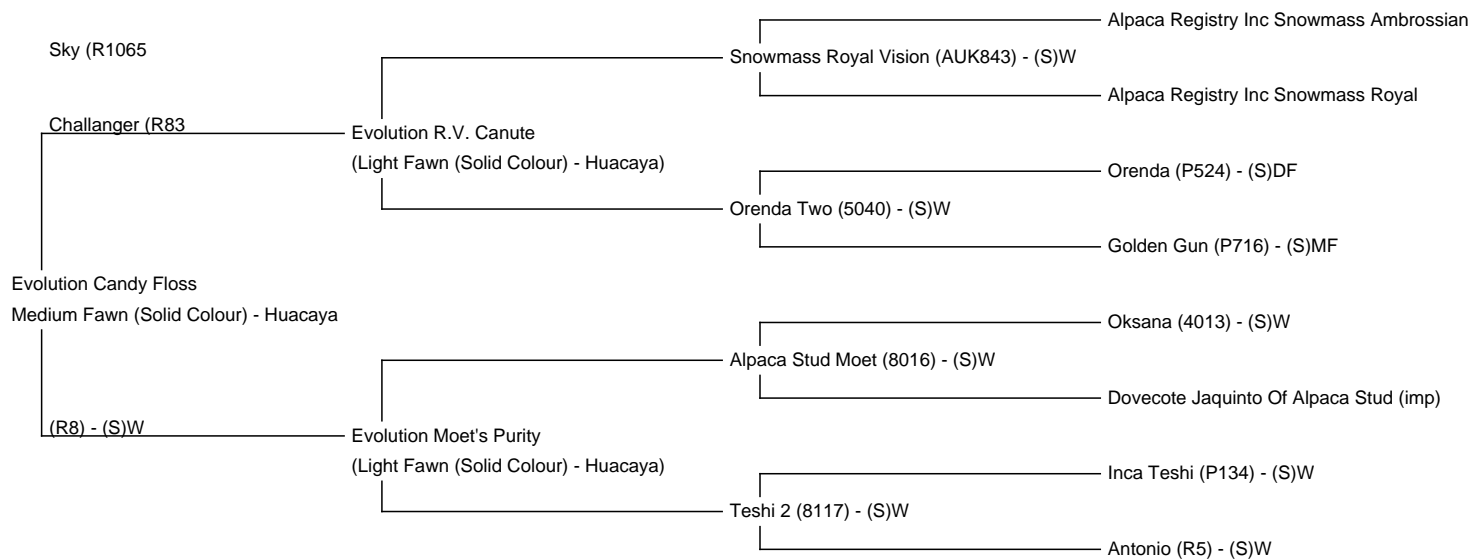 Alpaca Registry Inc Snowmass Ambrossian
Sky (R1065
Snowmass Royal Vision (AUK843) - (S)W
Alpaca Registry Inc Snowmass Royal
Challanger (R83
Evolution R.V. Canute
(Light Fawn (Solid Colour) - Huacaya)
Orenda (P524) - (S)DF
Orenda Two (5040) - (S)W
Golden Gun (P716) - (S)MF
Evolution Candy Floss
Medium Fawn (Solid Colour) - Huacaya
Oksana (4013) - (S)W
Alpaca Stud Moet (8016) - (S)W
Dovecote Jaquinto Of Alpaca Stud (imp)
(R8) - (S)W
Evolution Moet's Purity
(Light Fawn (Solid Colour) - Huacaya)
Inca Teshi (P134) - (S)W
Teshi 2 (8117) - (S)W
Antonio (R5) - (S)W